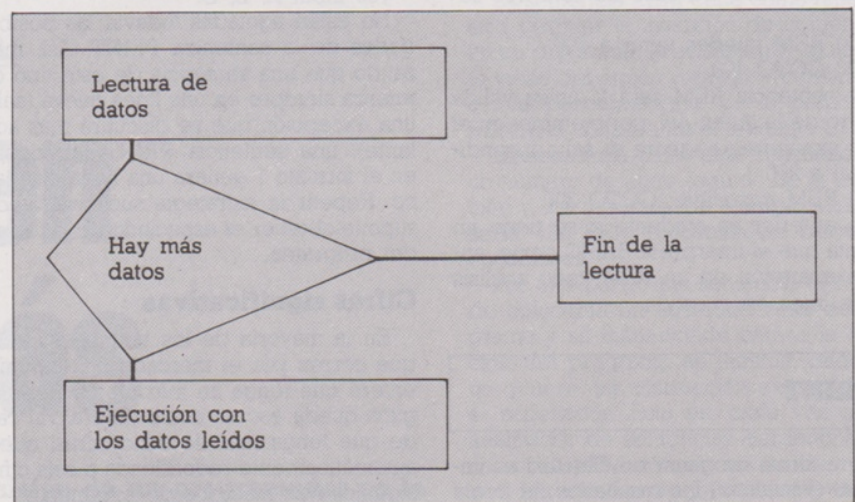 Lectura de
datos
Hay más
datos
Fin de la
lectura
Ejecución con
los datos leídos